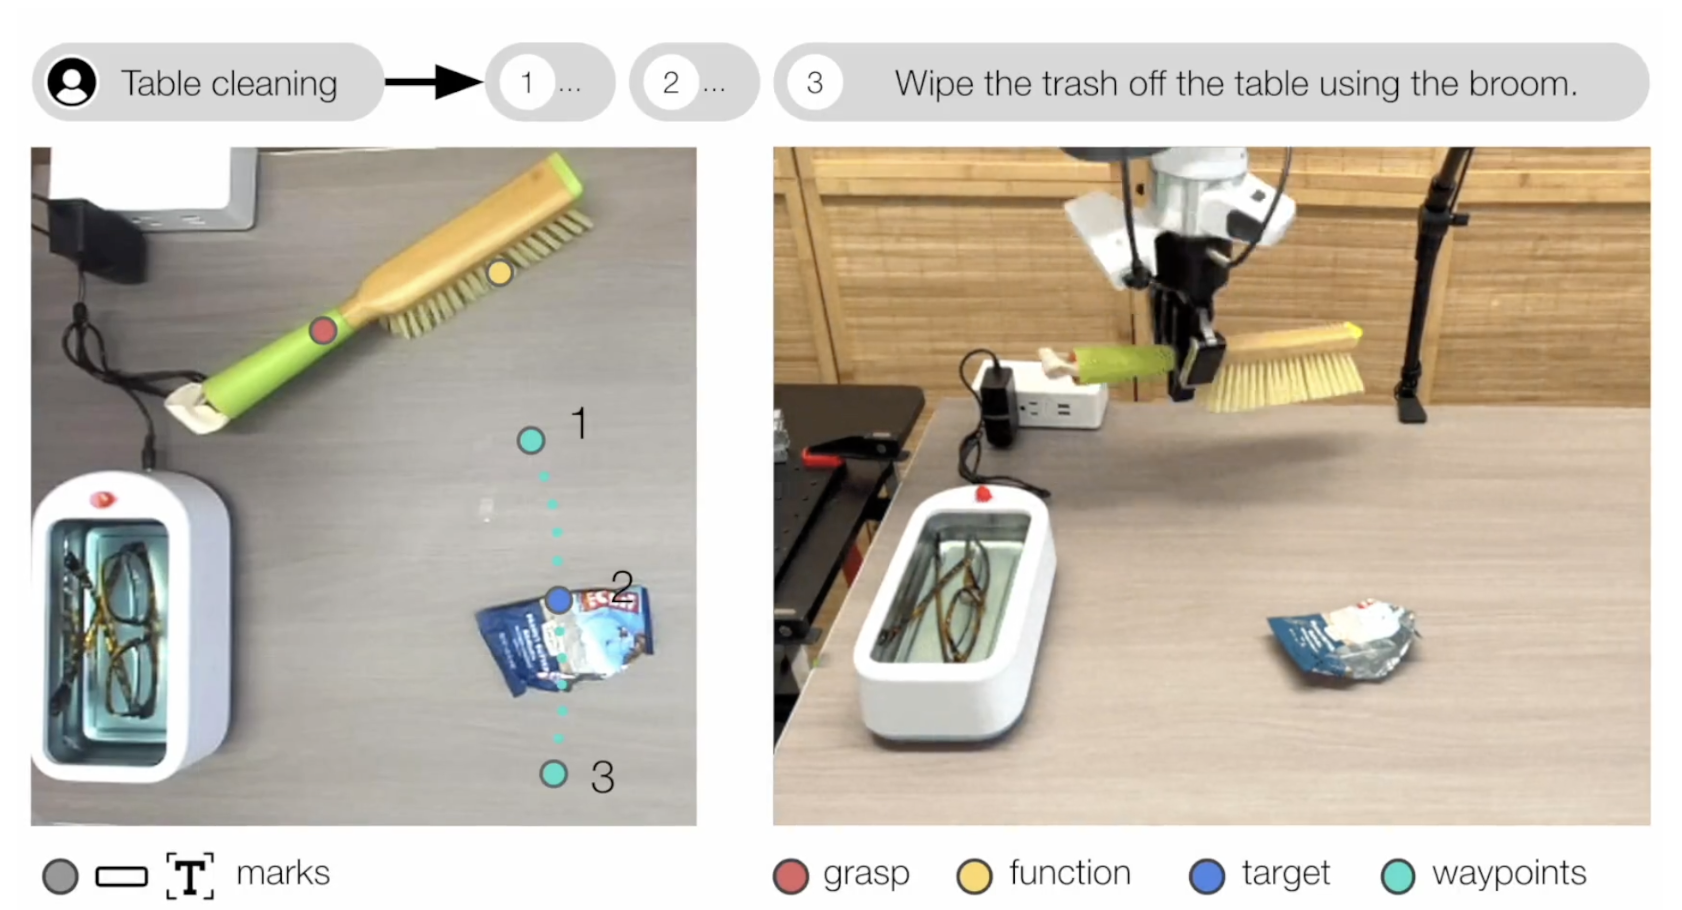 Table cleaning
1 ...
2 ...
3 Wipe the trash off the table using the broom.
1
2
3
T marks
grasp function target waypoints